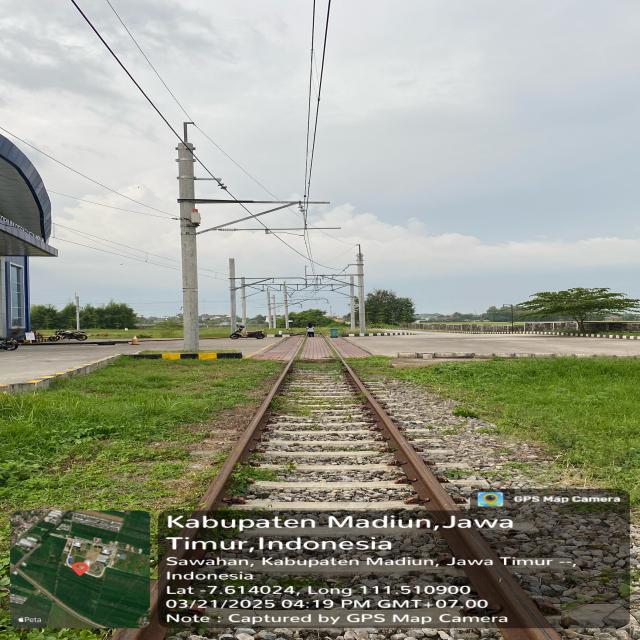 GPS Map Camera
Kabupaten Madiun,Jawa
Timur,Indonesia
Sawahan, Kabupaten Madiun, Jawa Timur --,
Indonesia
Lat -7.614024, Long 111.510900
03/21/2025 04:19 PM GMT+07.00
Note : Captured by GPS Map Camera
Peta